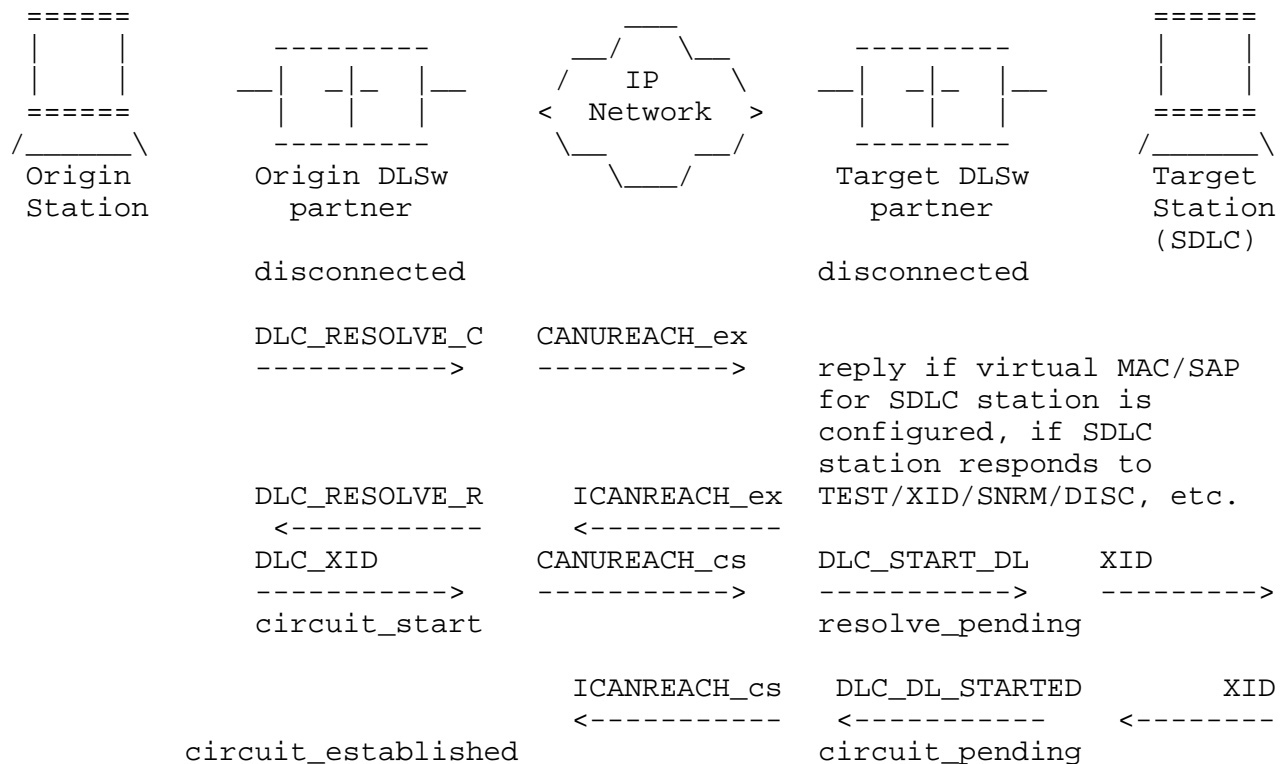 IP
Network
Origin Origin DLSw Target DLSw Target
Station partner partner Station
(SDLC)
disconnected disconnected
DLC_RESOLVE_C CANUREACH_ex
reply if virtual MAC/SAP
for SDLC station is
configured, if SDLC
station responds to
DLC_RESOLVE_R ICANREACH_ex TEST/XID/SNRM/DISC, etc.
DLC_XID CANUREACH_cs DLC_START_DL XID
circuit_start resolve_pending
ICANREACH_cs DLC_DL_STARTED XID
circuit_established circuit_pending